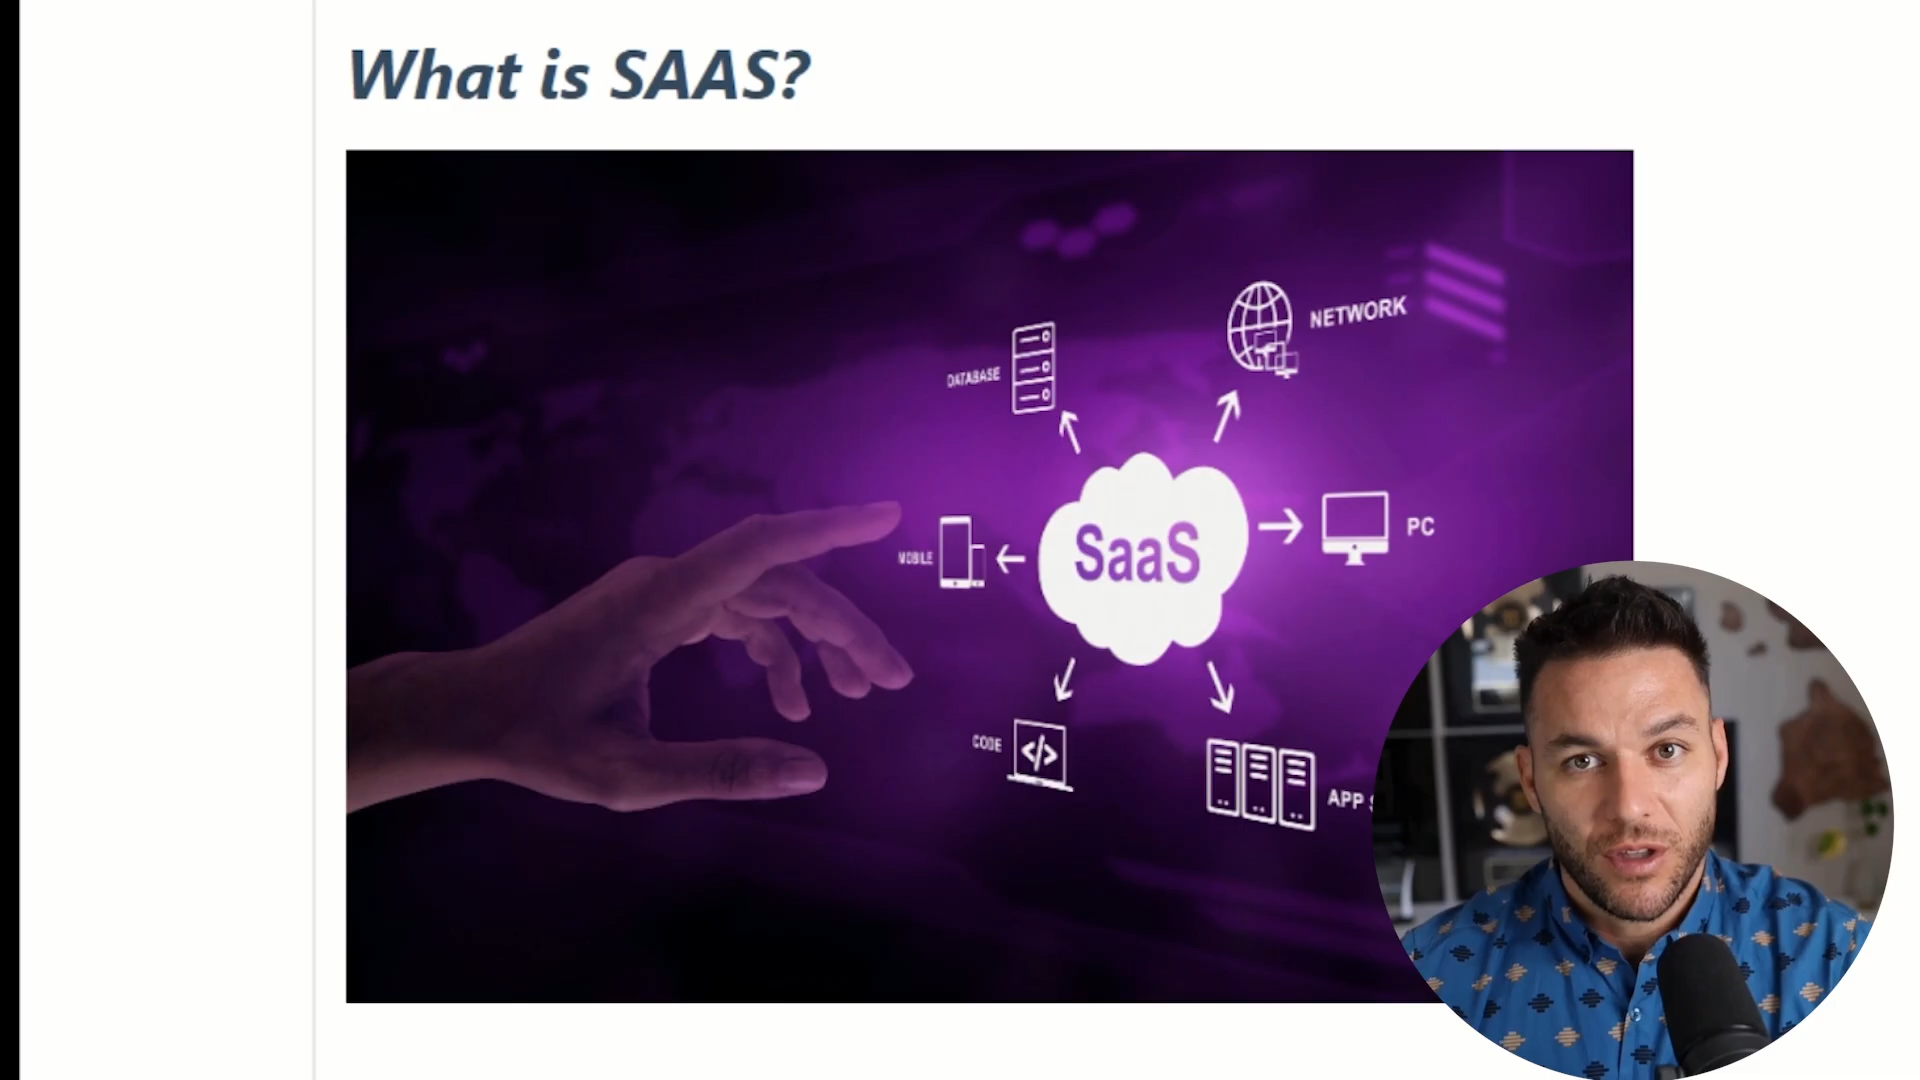 What is SAAS?
NETWORK
DATABASE
SaaS
PC
MOBILE
CODE
APP